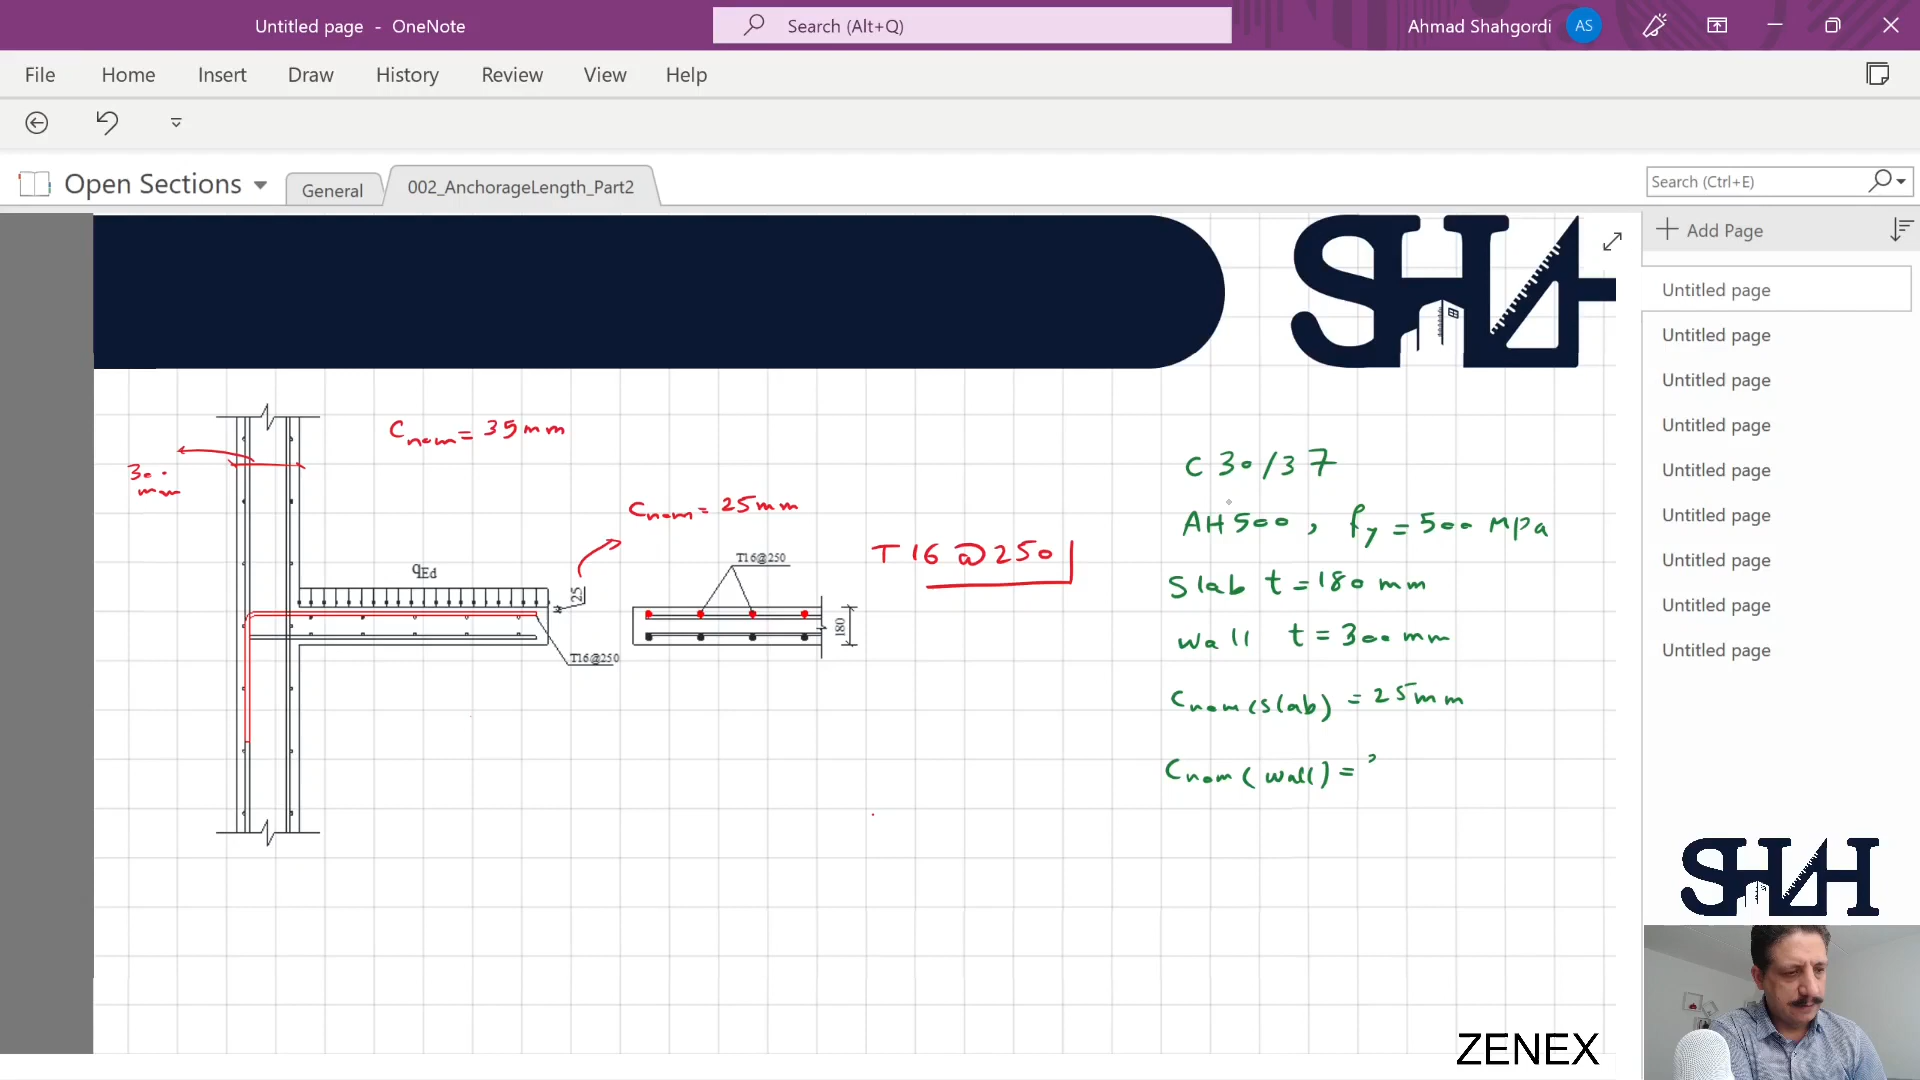 Untitled page - OneNote
Search (Alt+Q)
Ahmad Shahgordi
AS
File Home Insert Draw History Review View Help
Open Sections
General
002_AnchorageLength_Part2
Search (Ctrl+E)
Add Page
Untitled page
Untitled page
Untitled page
Untitled page
Untitled page
Untitled page
Untitled page
Untitled page
Untitled page
SHA
Cnom = 35mm
300
mm
Cnom = 25mm
qEd
25
T16@250
T16@250
T16@250
180
C30/37
AH500, fy = 500 MPa
Slab t = 180 mm
Wall t = 300 mm
Cnom(slab) = 25mm
Cnom(wall) =
SHAH
ZENEX